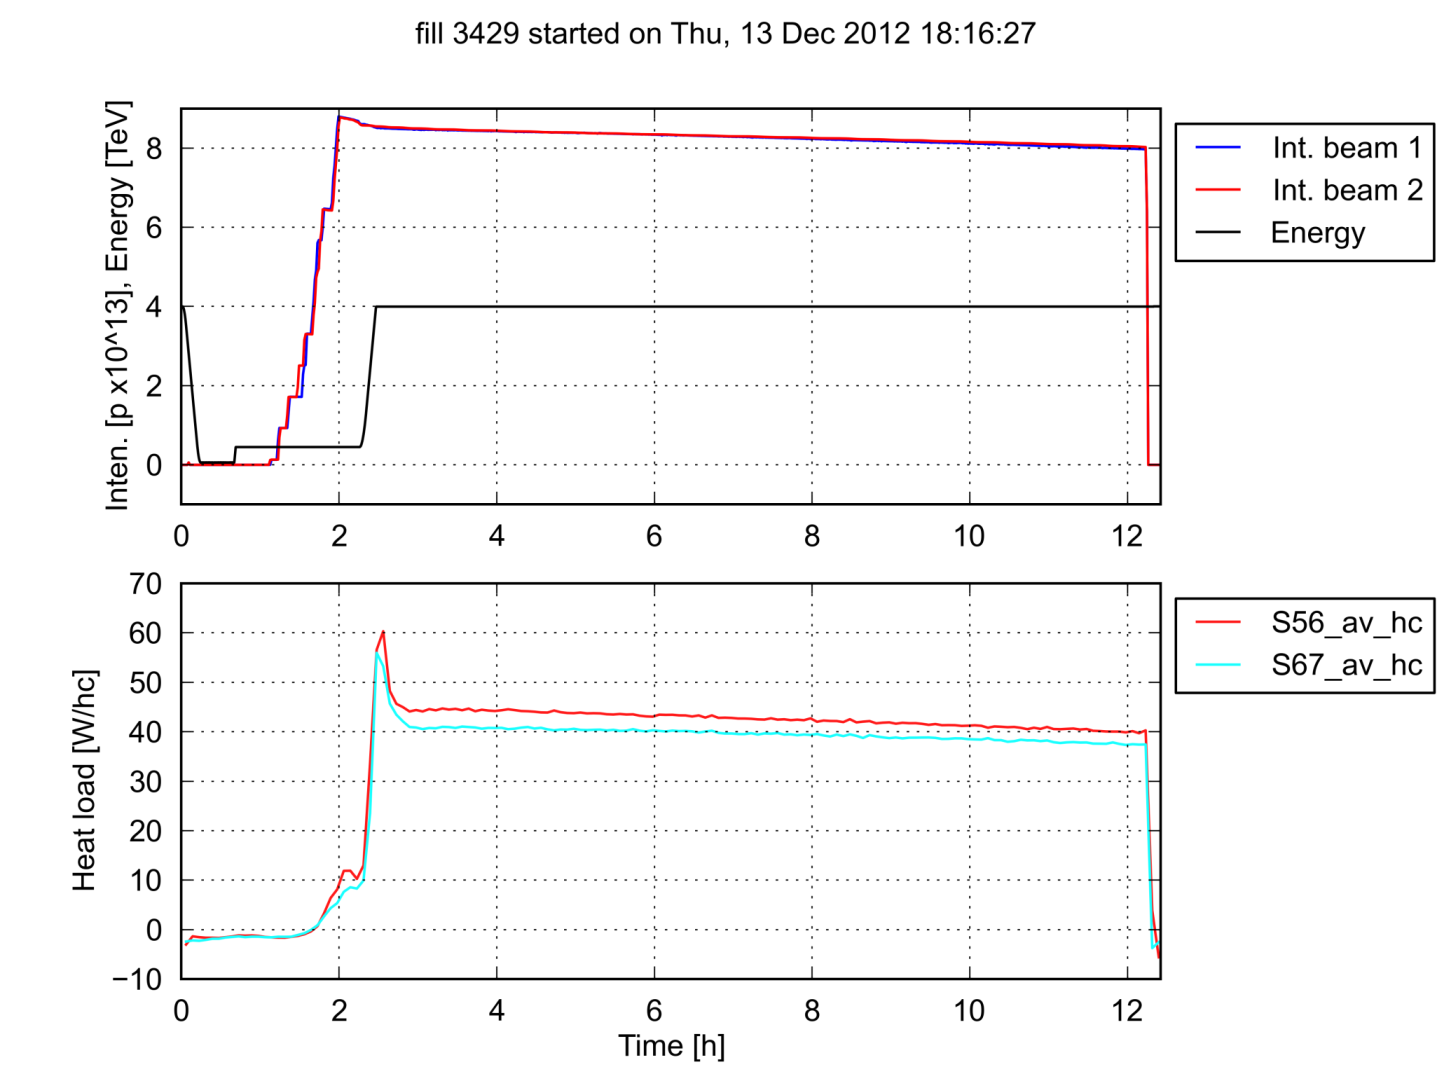 fill 3429 started on Thu, 13 Dec 2012 18:16:27
Inten. [p x10^13], Energy [TeV]
8
6
4
2
0
0 2 4 6 8 10 12
Int. beam 1
Int. beam 2
Energy
Heat load [W/hc]
70
60
50
40
30
20
10
0
−10
0 2 4 6 8 10 12
Time [h]
S56_av_hc
S67_av_hc